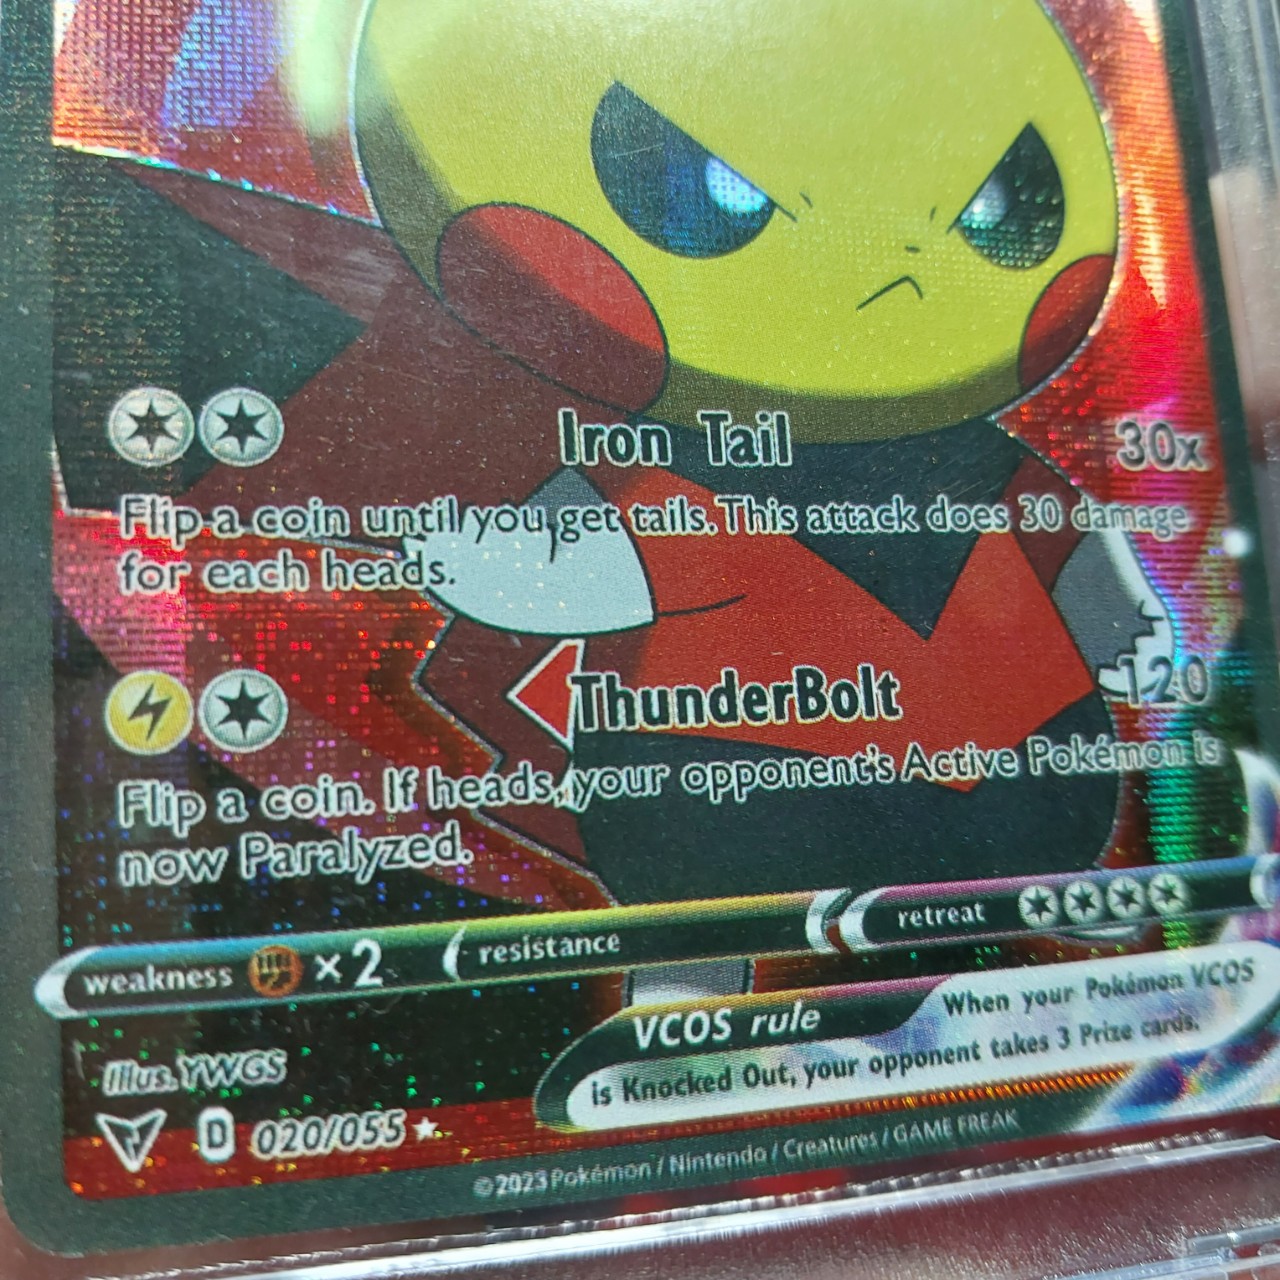 Iron Tail 30x
Flip a coin until you get tails. This attack does 30 damage
for each heads.
ThunderBolt 120
Flip a coin. If heads, your opponent's Active Pokémon is
now Paralyzed.
weakness ×2 resistance retreat
VCOS rule When your Pokémon VCOS
is Knocked Out, your opponent takes 3 Prize cards.
Illus. YWGS
D 020/055
©2023 Pokémon / Nintendo / Creatures / GAME FREAK